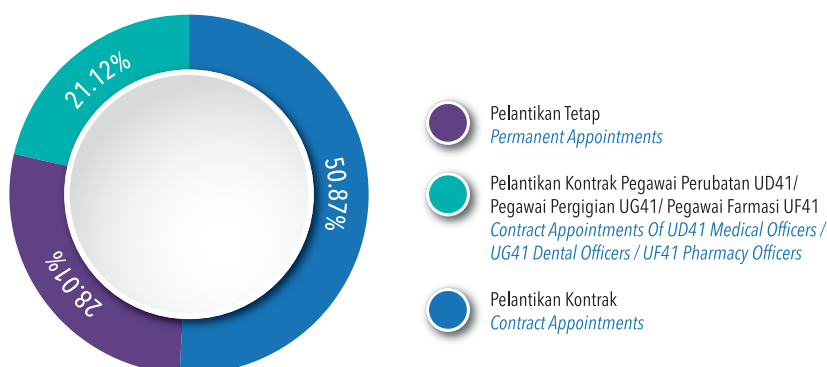 21.12%
50.87%
28.01%
Pelantikan Tetap
Permanent Appointments
Pelantikan Kontrak Pegawai Perubatan UD41/
Pegawai Pergigian UG41/ Pegawai Farmasi UF41
Contract Appointments Of UD41 Medical Officers /
UG41 Dental Officers / UF41 Pharmacy Officers
Pelantikan Kontrak
Contract Appointments